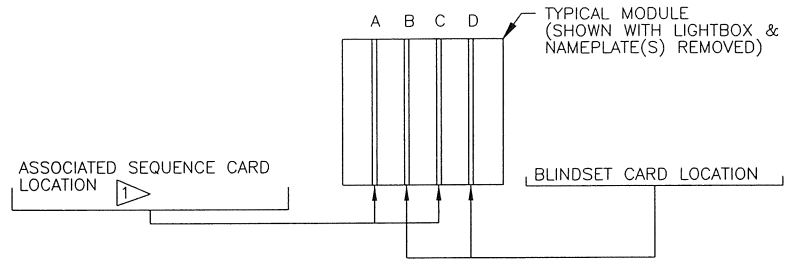 A B C D
TYPICAL MODULE
(SHOWN WITH LIGHTBOX &
NAMEPLATE(S) REMOVED)
ASSOCIATED SEQUENCE CARD
LOCATION 1
BLINDSET CARD LOCATION